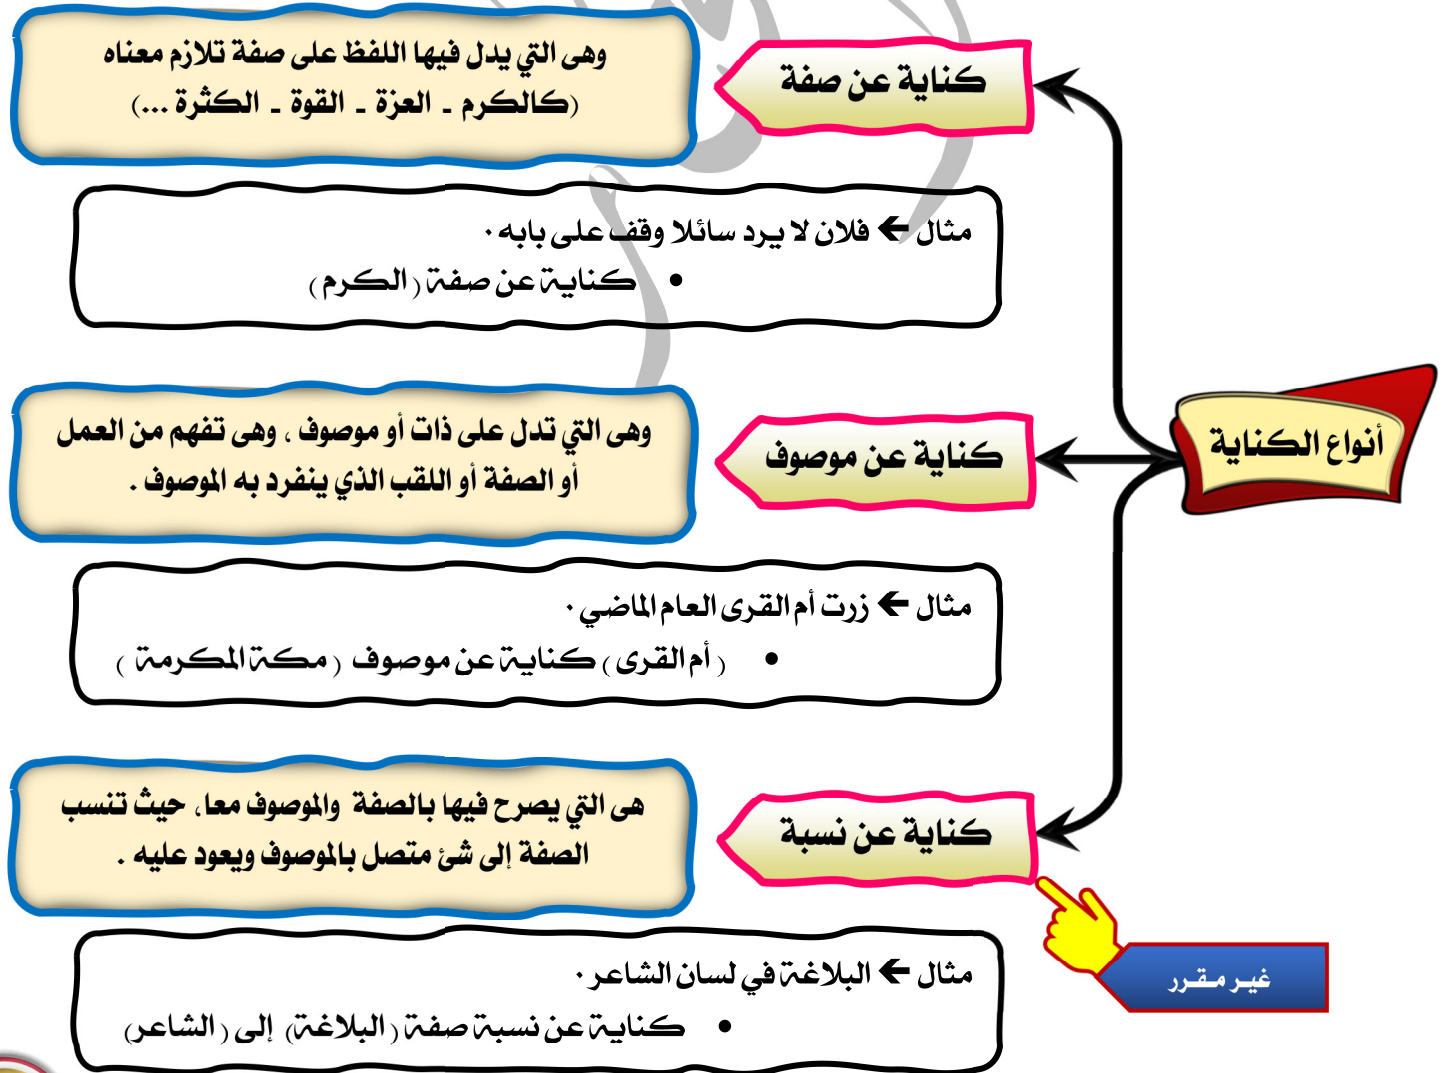 أنواع الكناية
كناية عن صفة
وهى التي يدل فيها اللفظ على صفة تلازم معناه
(كالكرم ـ العزة ـ القوة ـ الكثرة ...)
مثال ← فلان لا يرد سائلا وقف على بابه ٠
• كناية عن صفة (الكرم)
كناية عن موصوف
وهى التي تدل على ذات أو موصوف ، وهى تفهم من العمل
أو الصفة أو اللقب الذي ينفرد به الموصوف .
مثال ← زرت أم القرى العام الماضي ٠
• (أم القرى) كناية عن موصوف (مكة المكرمة)
كناية عن نسبة
غير مقرر
هى التي يصرح فيها بالصفة والموصوف معا، حيث تنسب
الصفة إلى شئ متصل بالموصوف ويعود عليه .
مثال ← البلاغة في لسان الشاعر ٠
• كناية عن نسبة صفة (البلاغة) إلى (الشاعر)